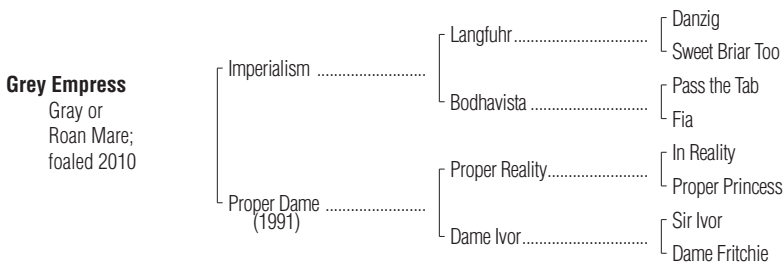 Grey Empress
Gray or
Roan Mare;
foaled 2010
Imperialism ........................
Proper Dame ......................
(1991)
Langfuhr..............................
Bodhavista ..........................
Proper Reality......................
Dame Ivor............................
Danzig
Sweet Briar Too
Pass the Tab
Fia
In Reality
Proper Princess
Sir Ivor
Dame Fritchie